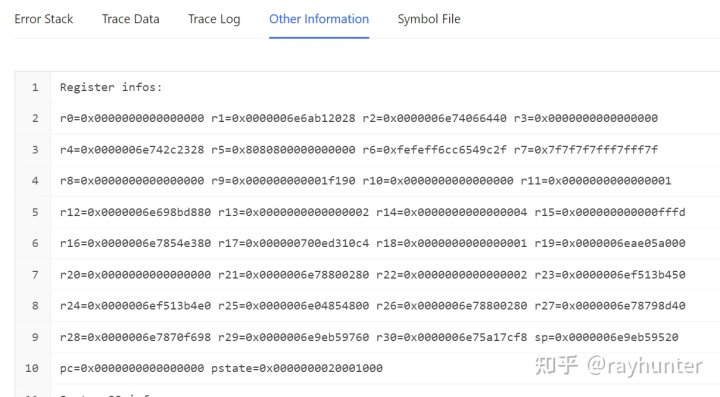 Error Stack Trace Data Trace Log Other Information Symbol File
1 Register infos:
2 r0=0x0000000000000000 r1=0x0000006e6ab12028 r2=0x0000006e74066440 r3=0x0000000000000000
3 r4=0x0000006e742c2328 r5=0x8080800000000000 r6=0xfefeff6cc6549c2f r7=0x7f7f7f7fff7fff7f
4 r8=0x0000000000000000 r9=0x000000000001f190 r10=0x0000000000000000 r11=0x0000000000000001
5 r12=0x0000006e698bd880 r13=0x0000000000000002 r14=0x0000000000000004 r15=0x000000000000fffd
6 r16=0x0000006e7854e380 r17=0x000000700ed310c4 r18=0x0000000000000001 r19=0x0000006eae05a000
7 r20=0x0000000000000000 r21=0x0000006e78800280 r22=0x0000000000000002 r23=0x0000006ef513b450
8 r24=0x0000006ef513b4e0 r25=0x0000006e04854800 r26=0x0000006e78800280 r27=0x0000006e78798d40
9 r28=0x0000006e7870f698 r29=0x0000006e9eb59760 r30=0x0000006e75a17cf8 sp=0x0000006e9eb59520
10 pc=0x0000000000000000 pstate=0x0000000020001000
知乎 @rayhunter